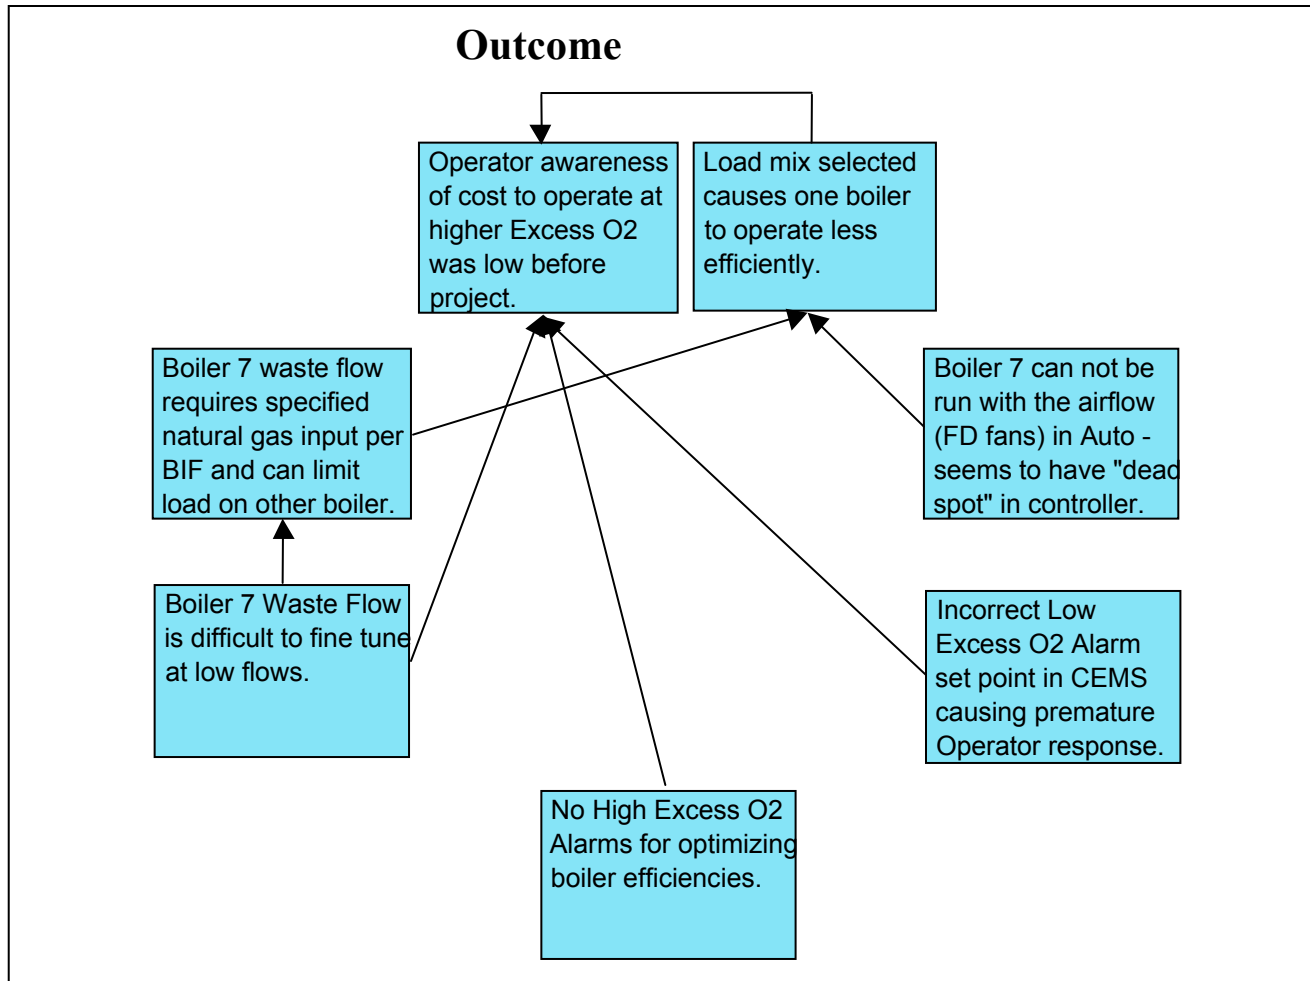 Outcome
Operator awareness
of cost to operate at
higher Excess O2
was low before
project.
Load mix selected
causes one boiler
to operate less
efficiently.
Boiler 7 waste flow
requires specified
natural gas input per
BIF and can limit
load on other boiler.
Boiler 7 can not be
run with the airflow
(FD fans) in Auto -
seems to have "dead
spot" in controller.
Boiler 7 Waste Flow
is difficult to fine tune
at low flows.
Incorrect Low
Excess O2 Alarm
set point in CEMS
causing premature
Operator response.
No High Excess O2
Alarms for optimizing
boiler efficiencies.